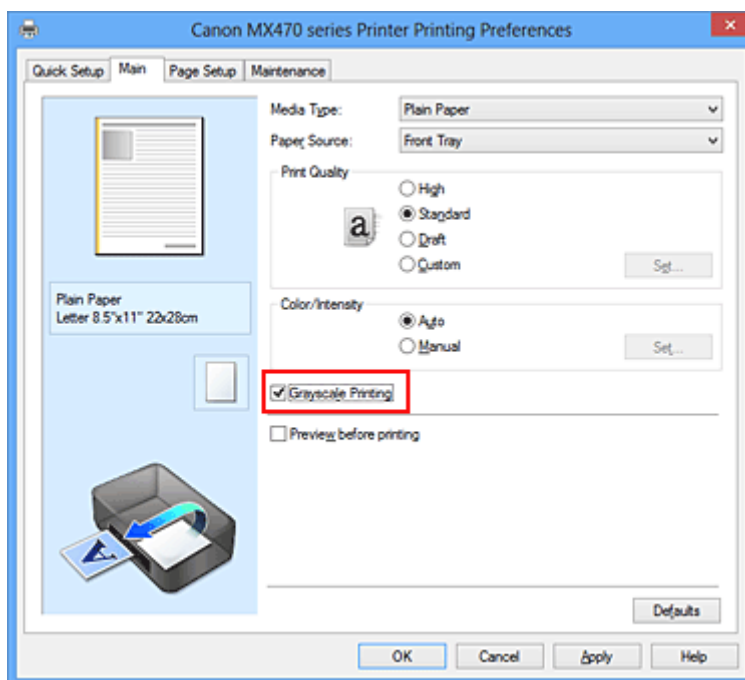 Canon MX470 series Printer Printing Preferences
Quick Setup
Main
Page Setup
Maintenance
Media Type:
Plain Paper
Paper Source:
Front Tray
Print Quality
High
a
Standard
Draft
Custom
Set...
Plain Paper
Letter 8.5"x11" 22x28cm
Color/Intensity
Auto
Manual
Set...
Grayscale Printing
Preview before printing
A
Defaults
OK
Cancel
Apply
Help